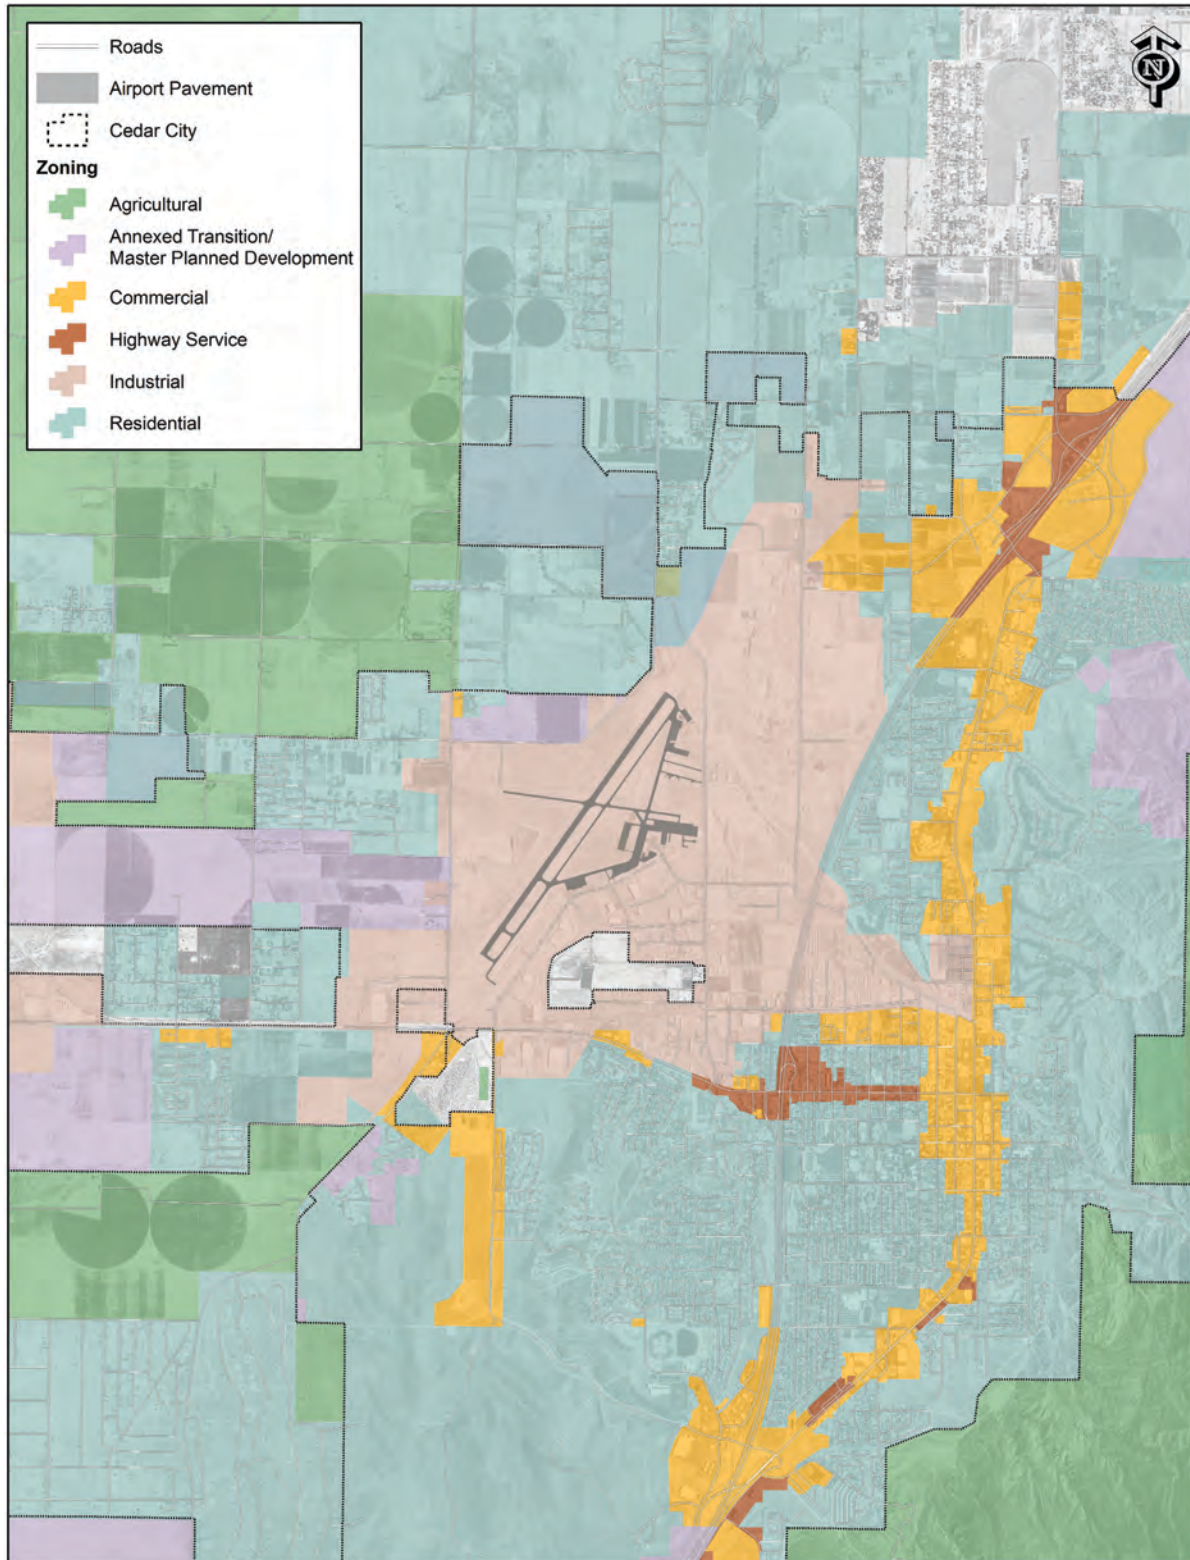 Roads
Airport Pavement
Cedar City
Zoning
Agricultural
Annexed Transition/
Master Planned Development
Commercial
Highway Service
Industrial
Residential
N